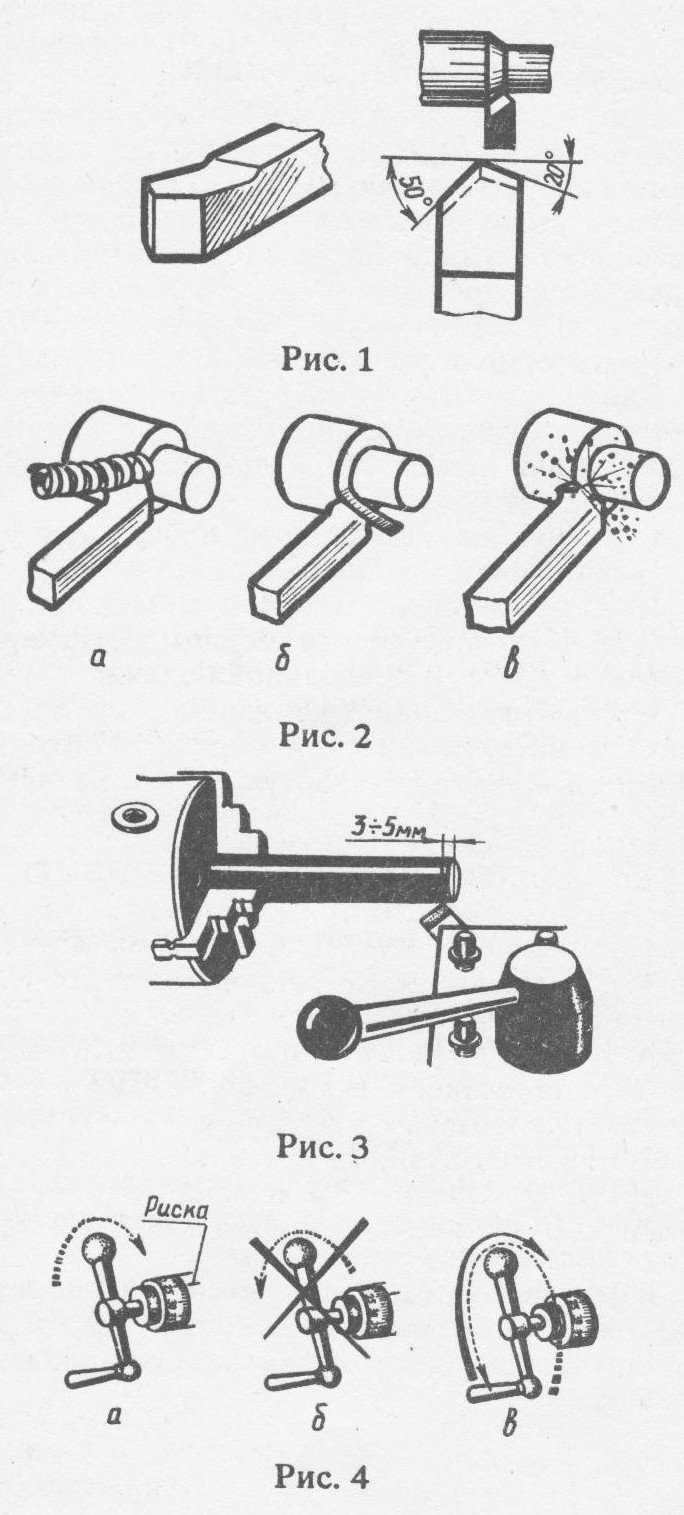 50°
20°
Рис. 1
а
б
в
Рис. 2
3÷5мм
Рис. 3
Риска
а
б
в
Рис. 4